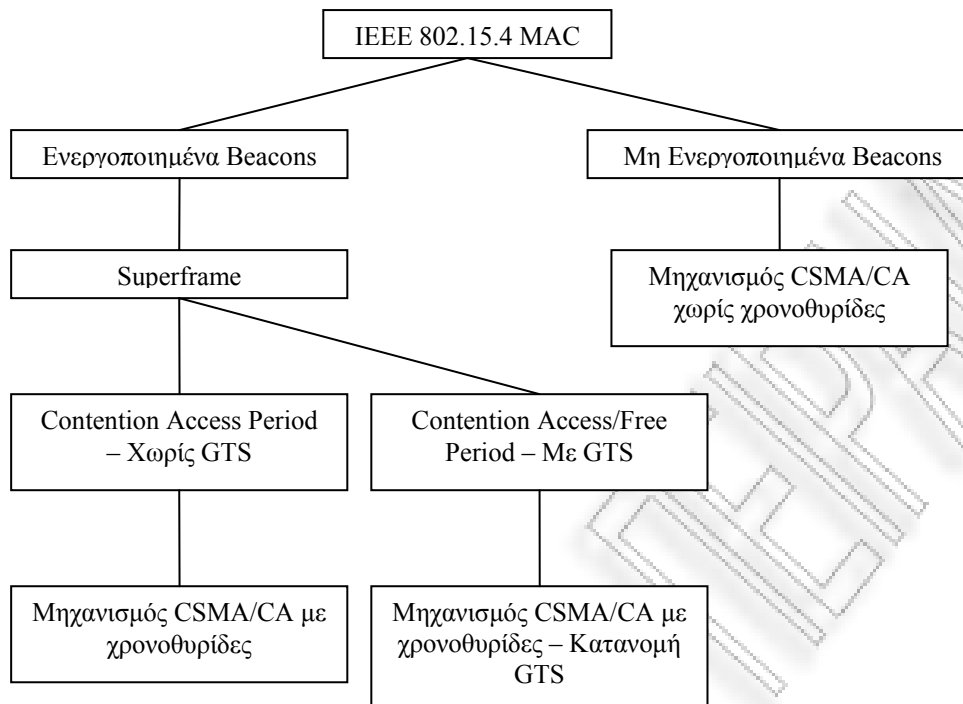 IEEE 802.15.4 MAC
Ενεργοποιημένα Beacons
Μη Ενεργοποιημένα Beacons
Superframe
Μηχανισμός CSMA/CA
χωρίς χρονοθυρίδες
Contention Access Period
– Χωρίς GTS
Contention Access/Free
Period – Με GTS
Μηχανισμός CSMA/CA με
χρονοθυρίδες
Μηχανισμός CSMA/CA με
χρονοθυρίδες – Κατανομή
GTS